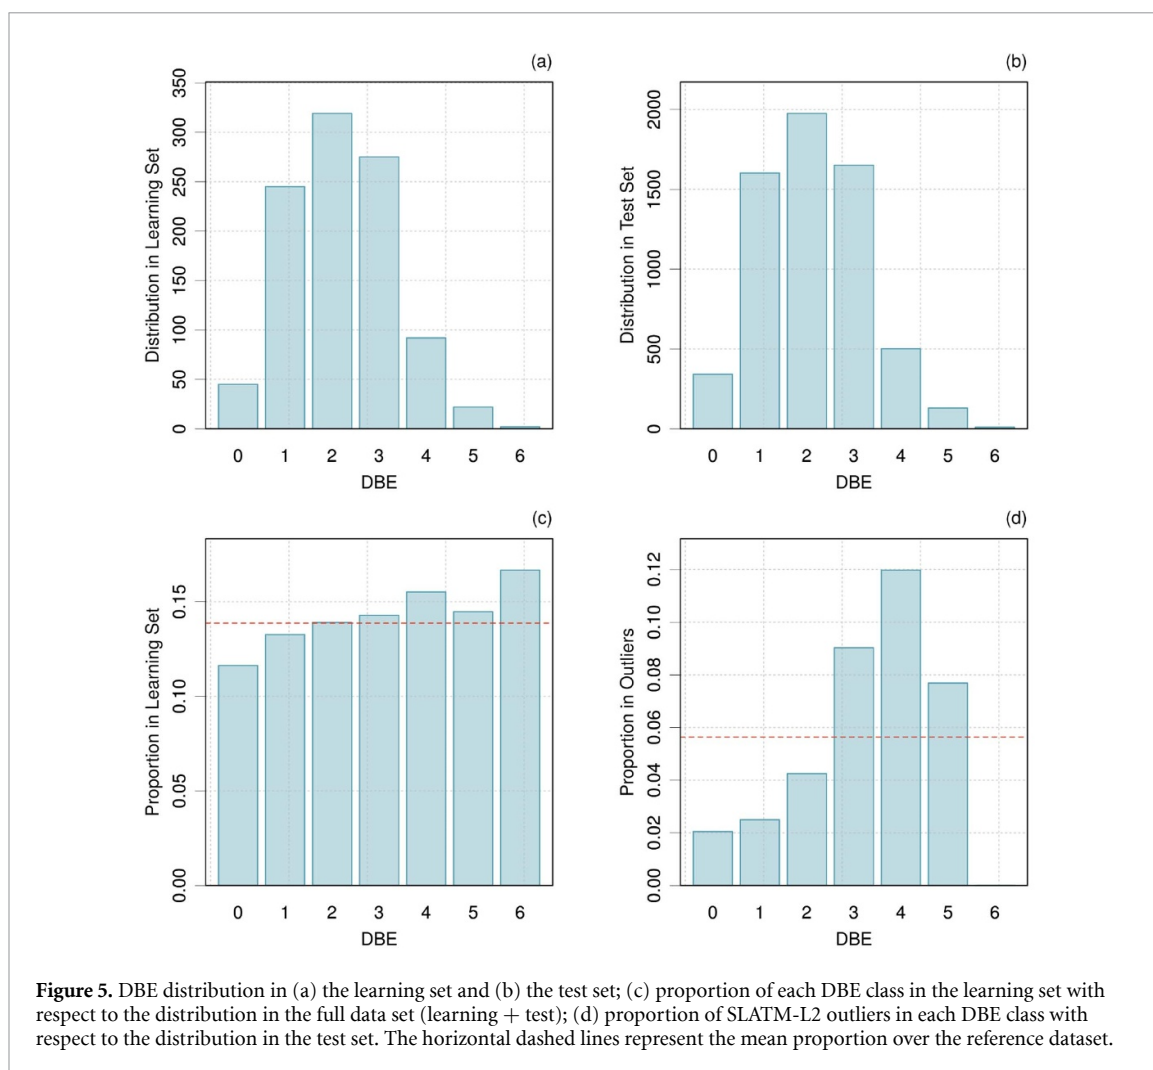 (a)
Distribution in Learning Set
0 50 100 150 200 250 300 350
0 1 2 3 4 5 6
DBE
(b)
Distribution in Test Set
0 500 1000 1500 2000
0 1 2 3 4 5 6
DBE
(c)
Proportion in Learning Set
0.00 0.05 0.10 0.15
0 1 2 3 4 5 6
DBE
(d)
Proportion in Outliers
0.00 0.02 0.04 0.06 0.08 0.10 0.12
0 1 2 3 4 5 6
DBE
Figure 5. DBE distribution in (a) the learning set and (b) the test set; (c) proportion of each DBE class in the learning set with
respect to the distribution in the full data set (learning + test); (d) proportion of SLATM-L2 outliers in each DBE class with
respect to the distribution in the test set. The horizontal dashed lines represent the mean proportion over the reference dataset.